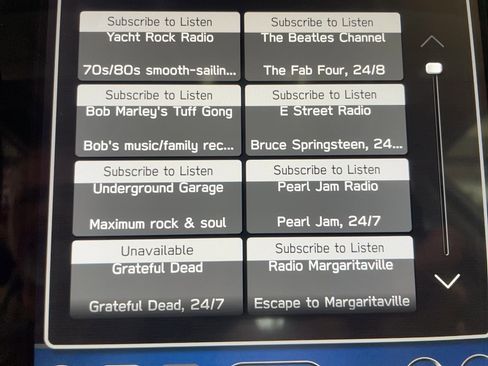 Subscribe to Listen
Yacht Rock Radio
70s/80s smooth-sailin...
Subscribe to Listen
The Beatles Channel
The Fab Four, 24/8
Subscribe to Listen
Bob Marley's Tuff Gong
Bob's music/family rec...
Subscribe to Listen
E Street Radio
Bruce Springsteen, 24...
Subscribe to Listen
Underground Garage
Maximum rock & soul
Subscribe to Listen
Pearl Jam Radio
Pearl Jam, 24/7
Unavailable
Grateful Dead
Grateful Dead, 24/7
Subscribe to Listen
Radio Margaritaville
Escape to Margaritaville